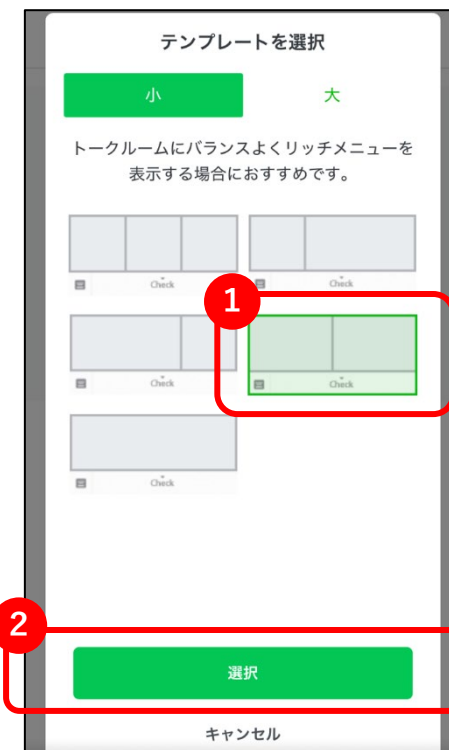 テンプレートを選択
小 大
トークルームにバランスよくリッチメニューを
表示する場合におすすめです。
Check Check
1
Check Check
Check
2
選択
キャンセル